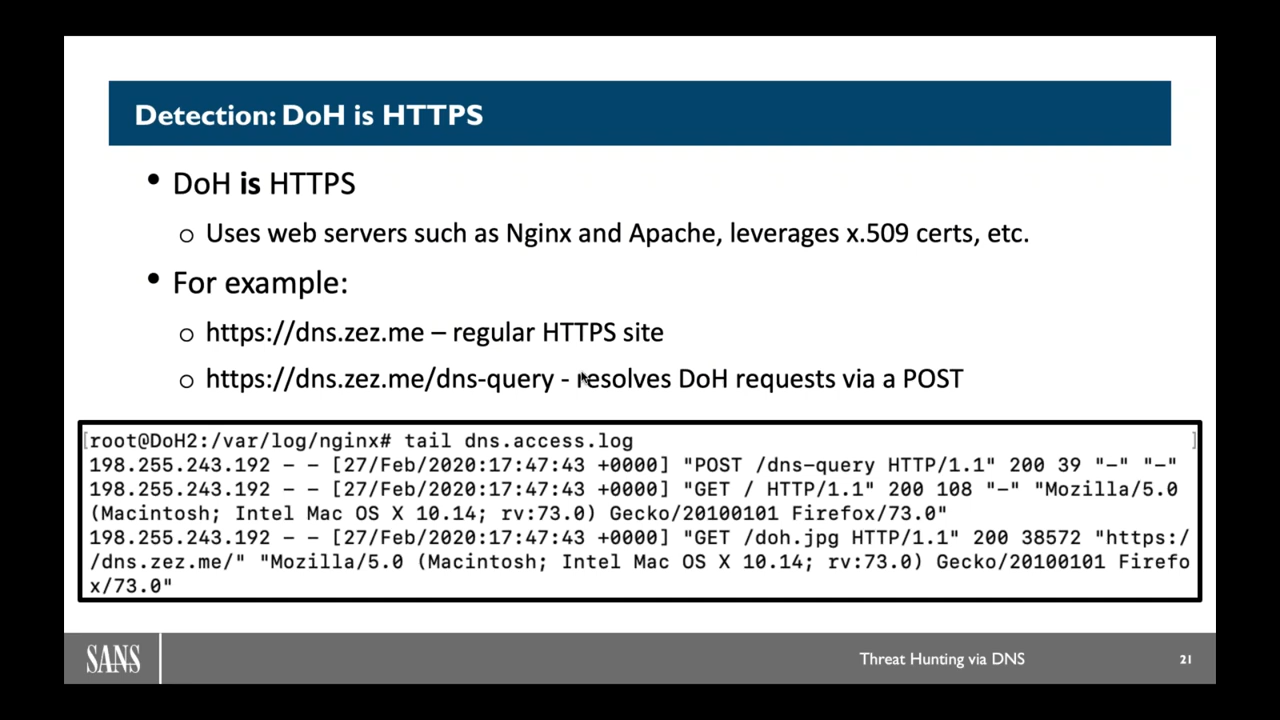 Detection: DoH is HTTPS
• DoH is HTTPS
o Uses web servers such as Nginx and Apache, leverages x.509 certs, etc.
• For example:
o https://dns.zez.me – regular HTTPS site
o https://dns.zez.me/dns-query - resolves DoH requests via a POST
[root@DoH2:/var/log/nginx# tail dns.access.log ]
198.255.243.192 - - [27/Feb/2020:17:47:43 +0000] "POST /dns-query HTTP/1.1" 200 39 "-" "-"
198.255.243.192 - - [27/Feb/2020:17:47:43 +0000] "GET / HTTP/1.1" 200 108 "-" "Mozilla/5.0
(Macintosh; Intel Mac OS X 10.14; rv:73.0) Gecko/20100101 Firefox/73.0"
198.255.243.192 - - [27/Feb/2020:17:47:43 +0000] "GET /doh.jpg HTTP/1.1" 200 38572 "https:/
/dns.zez.me/" "Mozilla/5.0 (Macintosh; Intel Mac OS X 10.14; rv:73.0) Gecko/20100101 Firefo
x/73.0"
SANS
Threat Hunting via DNS
21